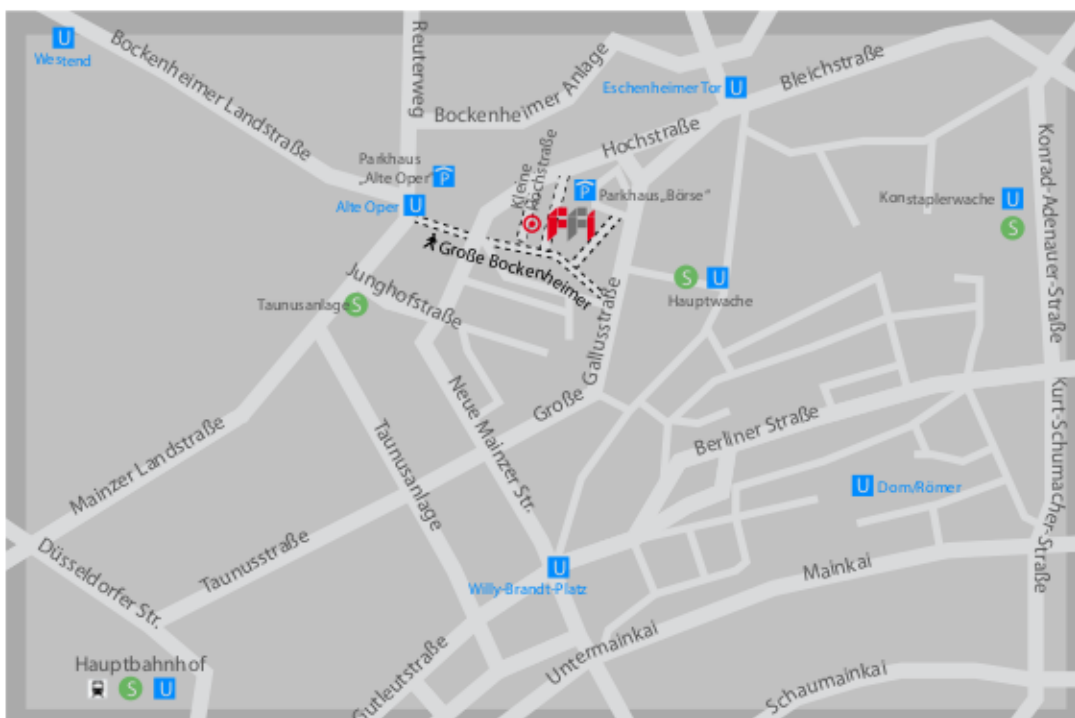 U
Westend
Bockenheimer Landstraße
Reuterweg
Bockenheimer Anlage
Eschenheimer Tor U
Bleichstraße
Hochstraße
Kleine
Hochstraße
Parkhaus
„Alte Oper“ P
P Parkhaus „Börse“
Alte Oper U
FFI
Große Bockenheimer
Konstaplerwache U
S
Konrad-Adenauer-Straße
S U
Hauptwache
Junghofstraße
Taunusanlage S
Große Gallusstraße
Neue Mainzer Str.
Kurt-Schumacher-Straße
Berliner Straße
Mainzer Landstraße
Taunusanlage
U Dom/Römer
Düsseldorfer Str.
Taunusstraße
U
Willy-Brandt-Platz
Mainkai
Untermainkai
Hauptbahnhof
S U
Gutleutstraße
Schaumainkai